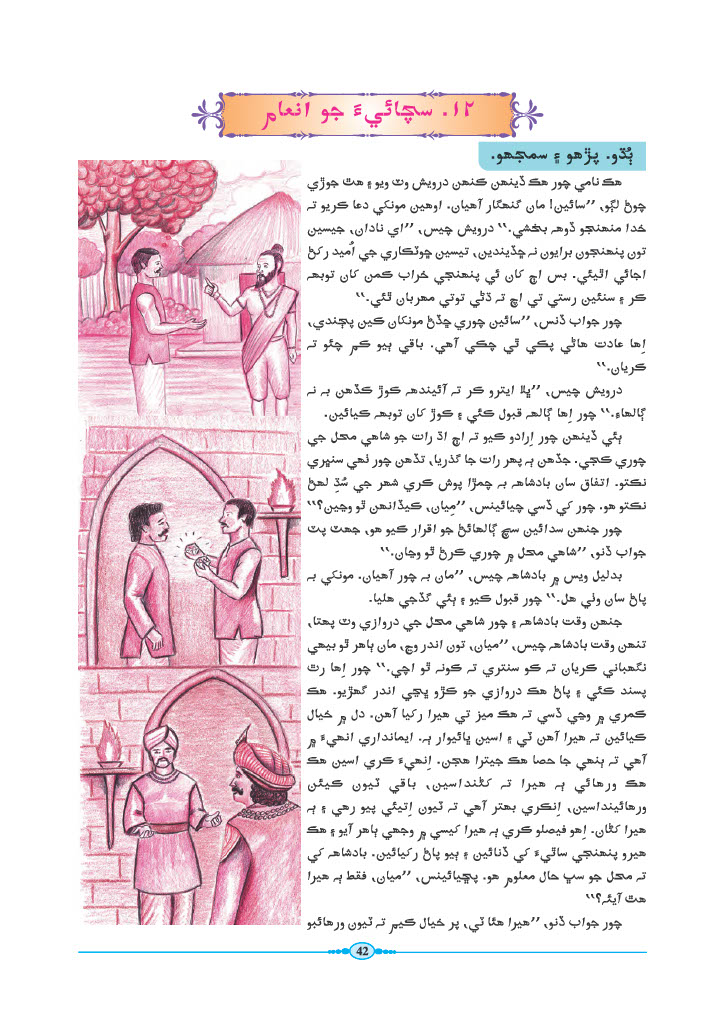 ١٢. سچائيءَ جو انعام
ٻُڌو. پڙهو ۽ سمجهو.
هڪ نامي چور هڪ ڏينهن ڪنهن درويش وٽ ويو ۽ هٿ جوڙي
چوڻ لڳو، ”سائين! مان گنهگار آهيان. اوهين مونکي دعا ڪريو ته
خدا منهنجو ڏوهه بخشي.“ درويش چيس، ”اي نادان، جيسين
تون پنهنجون برايون نه ڇڏيندين، تيسين ڇوٽڪاري جي اُميد رکڻ
اجائي اٿيئي. بس اڄ کان ئي پنهنجي خراب ڪمن کان توبهه
ڪر ۽ سنئين رستي تي اچ ته ڌڻي توتي مهربان ٿئي.“
چور جواب ڏنس، ”سائين چوري ڇڏڻ مونکان ڪين پڄندي،
اِها عادت هاڻي پڪي ٿي چڪي آهي. باقي ٻيو ڪم چئو ته
ڪريان.“
درويش چيس، ”ڀلا ايترو ڪر ته آئينده ڪوڙ ڪڏهن به نه
ڳالهاءِ.“ چور اِها ڳالهه قبول ڪئي ۽ ڪوڙ کان توبهه ڪيائين.
ٻئي ڏينهن چور اِرادو ڪيو ته اڄ اڌ رات جو شاهي محل جي
چوري ڪجي. جڏهن ٻه پهر رات جا گذريا، تڏهن چور ٺهي سنڀري
نڪتو. اتفاق سان بادشاهه به چمڙا پوش ڪري شهر جي سُڌِ لهڻ
نڪتو هو. چور کي ڏسي چيائينس، ”مِيان، ڪيڏانهن ٿو وڃين؟“
چور جنهن سدائين سچ ڳالهائڻ جو اقرار ڪيو هو، جهٽ پٽ
جواب ڏنو، ”شاهي محل ۾ چوري ڪرڻ ٿو وڃان.“
بدليل ويس ۾ بادشاهه چيس، ”مان به چور آهيان. مونکي به
پاڻ سان وٺي هل.“ چور قبول ڪيو ۽ ٻئي گڏجي هليا.
جنهن وقت بادشاهه ۽ چور شاهي محل جي دروازي وٽ پهتا،
تنهن وقت بادشاهه چيس، ”ميان، تون اندر وڃ، مان ٻاهر ٿو بيهي
نگهباني ڪريان ته ڪو سنتري ته ڪونه ٿو اچي.“ چور اِها رٿ
پسند ڪئي ۽ پاڻ هڪ دروازي جو ڪڙو ڀڃي اندر گهڙيو. هڪ
ڪمري ۾ وڃي ڏسي ته هڪ ميز تي هيرا رکيا آهن. دل ۾ خيال
ڪيائين ته هيرا آهن ٽي ۽ اسين ڀائيوار ٻه. ايمانداري انهيءَ ۾
آهي ته ٻنهي جا حصا هڪ جيترا هجن. اِنهيءَ ڪري اسين هڪ
هڪ ورهائي ٻه هيرا ته کڻنداسين، باقي ٽيون ڪيئن
ورهائينداسين، اِنڪري بهتر آهي ته ٽيون اِتيئي پيو رهي ۽ ٻه
هيرا کڻان. اِهو فيصلو ڪري ٻه هيرا کيسي ۾ وجهي ٻاهر آيو ۽ هڪ
هيرو پنهنجي ساٿيءَ کي ڏنائين ۽ ٻيو پاڻ رکيائين. بادشاهه کي
ته محل جو سڀ حال معلوم هو. پڇيائينس، ”ميان، فقط ٻه هيرا
هٿ آيئه؟“
چور جواب ڏنو، ”هيرا هئا ٽي، پر خيال ڪيم ته ٽيون ورهائبو
42